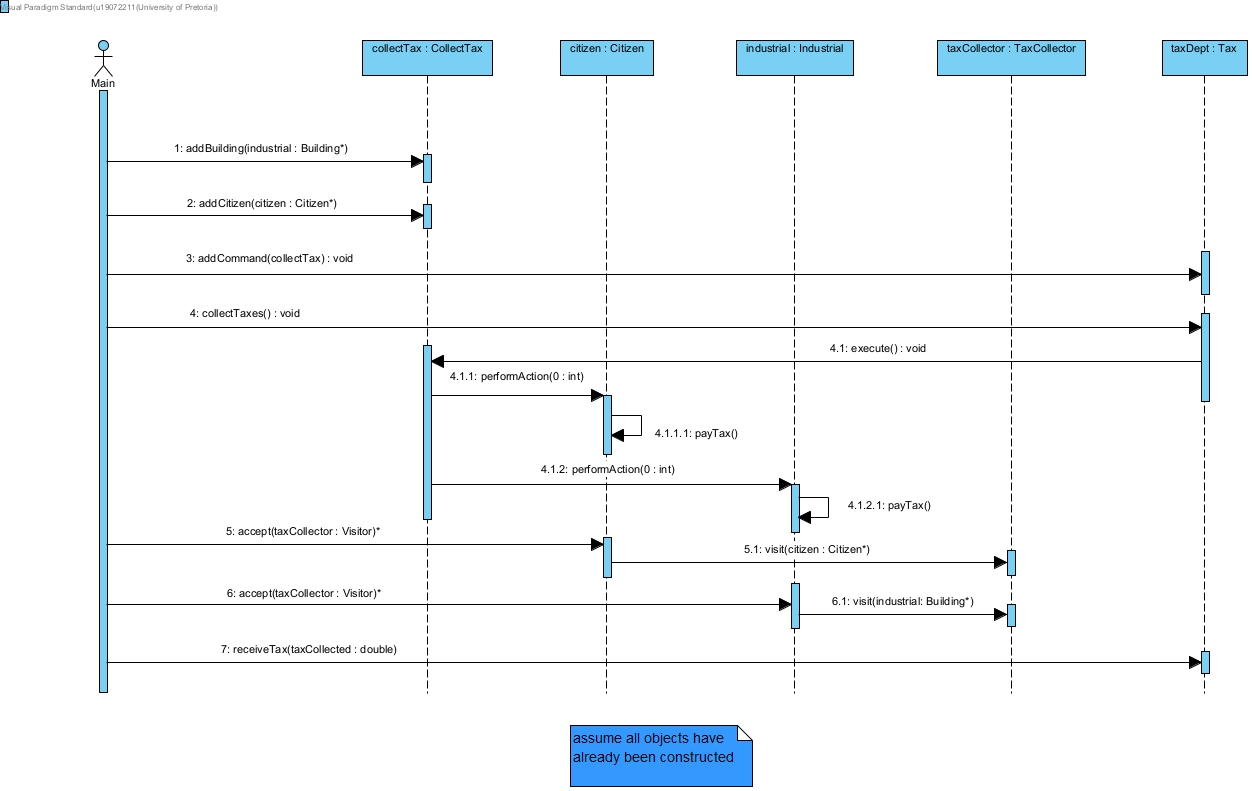 Visual Paradigm Standard(u19072211(University of Pretoria))
collectTax : CollectTax
citizen : Citizen
industrial : Industrial
taxCollector : TaxCollector
taxDept : Tax
Main
1: addBuilding(industrial : Building*)
2: addCitizen(citizen : Citizen*)
3: addCommand(collectTax) : void
4: collectTaxes() : void
4.1: execute() : void
4.1.1: performAction(0 : int)
4.1.1.1: payTax()
4.1.2: performAction(0 : int)
4.1.2.1: payTax()
5: accept(taxCollector : Visitor)*
5.1: visit(citizen : Citizen*)
6: accept(taxCollector : Visitor)*
6.1: visit(industrial: Building*)
7: receiveTax(taxCollected : double)
assume all objects have
already been constructed